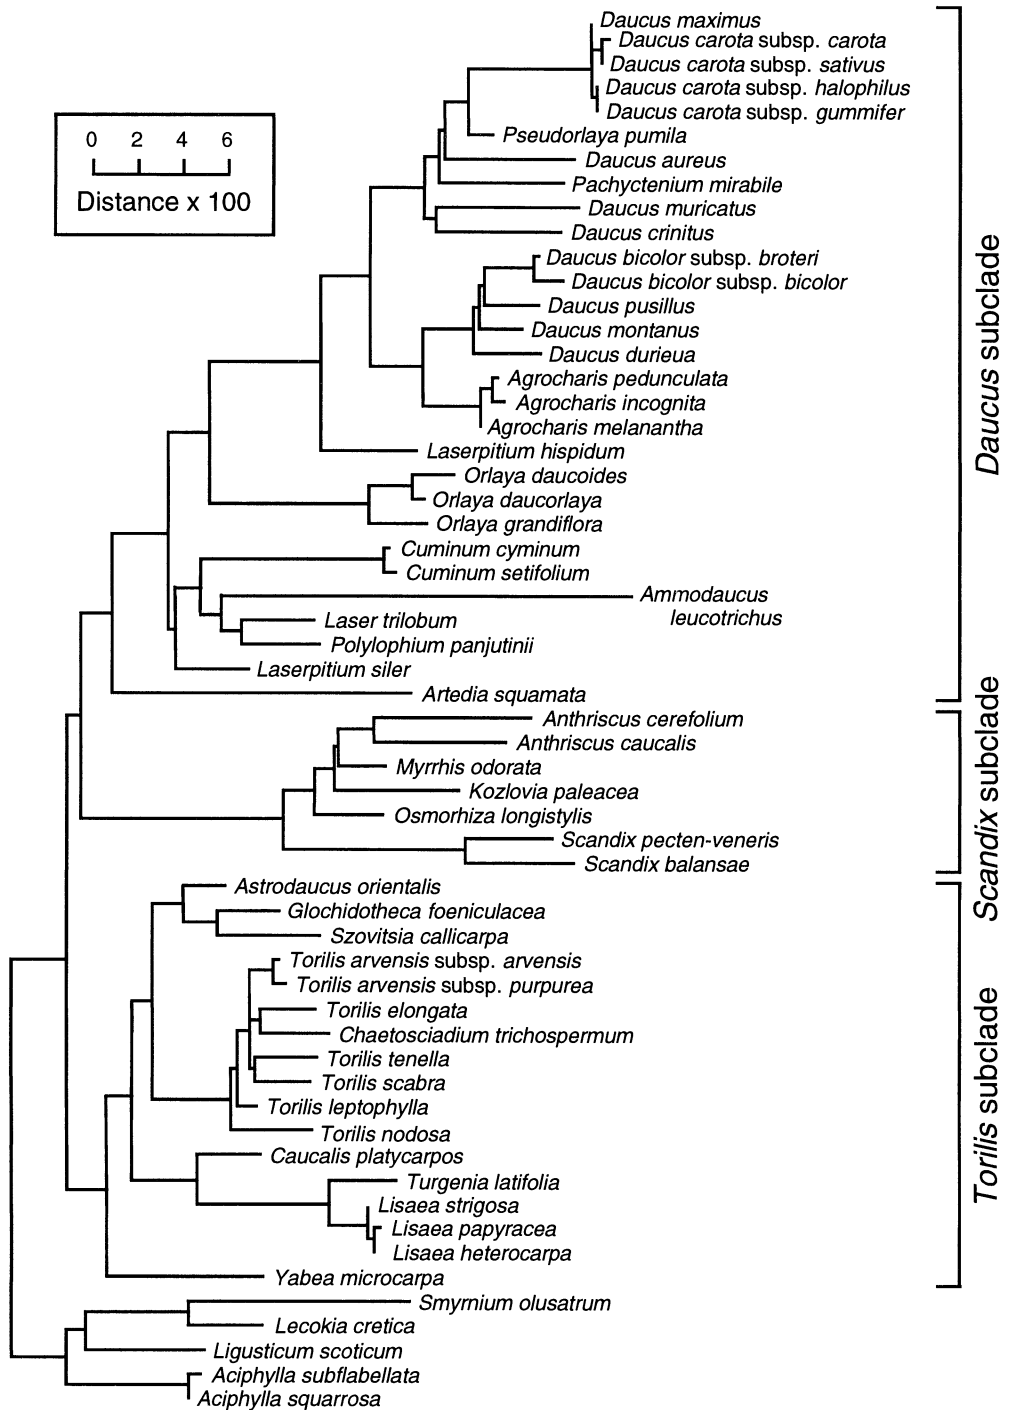 Daucus maximus
Daucus carota subsp. carota
Daucus carota subsp. sativus
Daucus carota subsp. halophilus
Daucus carota subsp. gummifer
Pseudorlaya pumila
Daucus aureus
Pachyctenium mirabile
Daucus muricatus
Daucus crinitus
Daucus bicolor subsp. broteri
Daucus bicolor subsp. bicolor
Daucus pusillus
Daucus montanus
Daucus durieua
Agrocharis pedunculata
Agrocharis incognita
Agrocharis melanantha
Laserpitium hispidum
Orlaya daucoides
Orlaya daucorlaya
Orlaya grandiflora
Cuminum cyminum
Cuminum setifolium
Ammodaucus
leucotrichus
Laser trilobum
Polylophium panjutinii
Laserpitium siler
Artedia squamata
Anthriscus cerefolium
Anthriscus caucalis
Myrrhis odorata
Kozlovia paleacea
Osmorhiza longistylis
Scandix pecten-veneris
Scandix balansae
Astrodaucus orientalis
Glochidotheca foeniculacea
Szovitsia callicarpa
Torilis arvensis subsp. arvensis
Torilis arvensis subsp. purpurea
Torilis elongata
Chaetosciadium trichospermum
Torilis tenella
Torilis scabra
Torilis leptophylla
Torilis nodosa
Caucalis platycarpos
Turgenia latifolia
Lisaea strigosa
Lisaea papyracea
Lisaea heterocarpa
Yabea microcarpa
Smyrnium olusatrum
Lecokia cretica
Ligusticum scoticum
Aciphylla subflabellata
Aciphylla squarrosa
0 2 4 6
Distance x 100
Daucus subclade
Scandix subclade
Torilis subclade